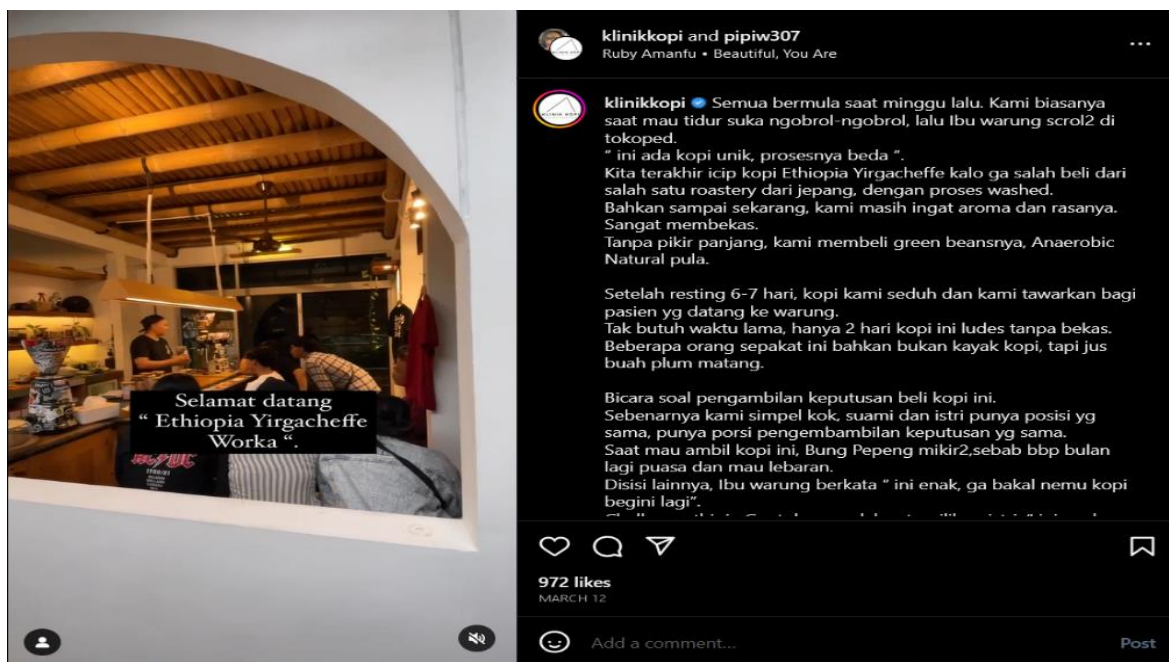 klinikkopi and pipiw307
Ruby Amanfu • Beautiful, You Are
klinikkopi Semua bermula saat minggu lalu. Kami biasanya
saat mau tidur suka ngobrol-ngobrol, lalu Ibu warung scrol2 di
tokoped.
“ ini ada kopi unik, prosesnya beda “.
Kita terakhir icip kopi Ethiopia Yirgacheffe kalo ga salah beli dari
salah satu roastery dari jepang, dengan proses washed.
Bahkan sampai sekarang, kami masih ingat aroma dan rasanya.
Sangat membekas.
Tanpa pikir panjang, kami membeli green beansnya, Anaerobic
Natural pula.
Setelah resting 6-7 hari, kopi kami seduh dan kami tawarkan bagi
pasien yg datang ke warung.
Tak butuh waktu lama, hanya 2 hari kopi ini ludes tanpa bekas.
Beberapa orang sepakat ini bahkan bukan kayak kopi, tapi jus
buah plum matang.
Bicara soal pengambilan keputusan beli kopi ini.
Sebenarnya kami simpel kok, suami dan istri punya posisi yg
sama, punya porsi pengembambilan keputusan yg sama.
Saat mau ambil kopi ini, Bung Pepeng mikir2,sebab bbp bulan
lagi puasa dan mau lebaran.
Disisi lainnya, Ibu warung berkata “ ini enak, ga bakal nemu kopi
begini lagi”.
972 likes
MARCH 12
Add a comment...
Post
Selamat datang
“ Ethiopia Yirgacheffe
Worka “.
AC/DC
KLINIK KOPI